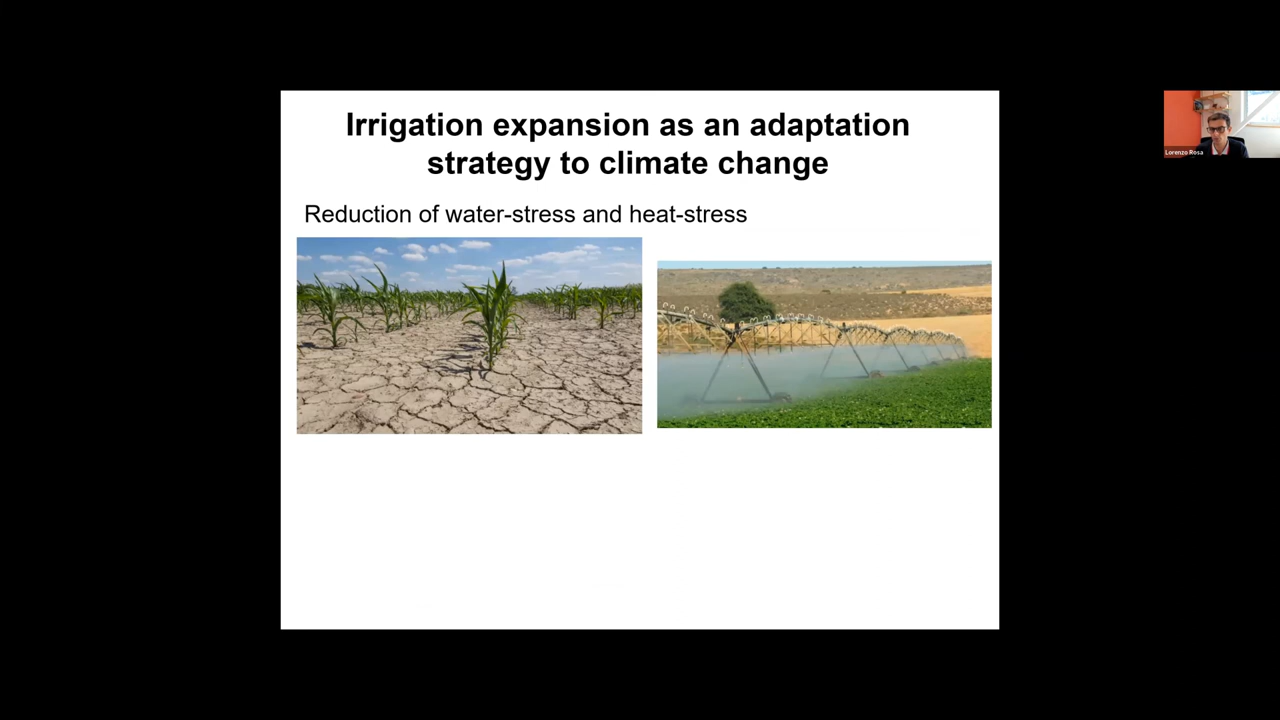 Irrigation expansion as an adaptation
strategy to climate change
Reduction of water-stress and heat-stress
Lorenzo Rosa